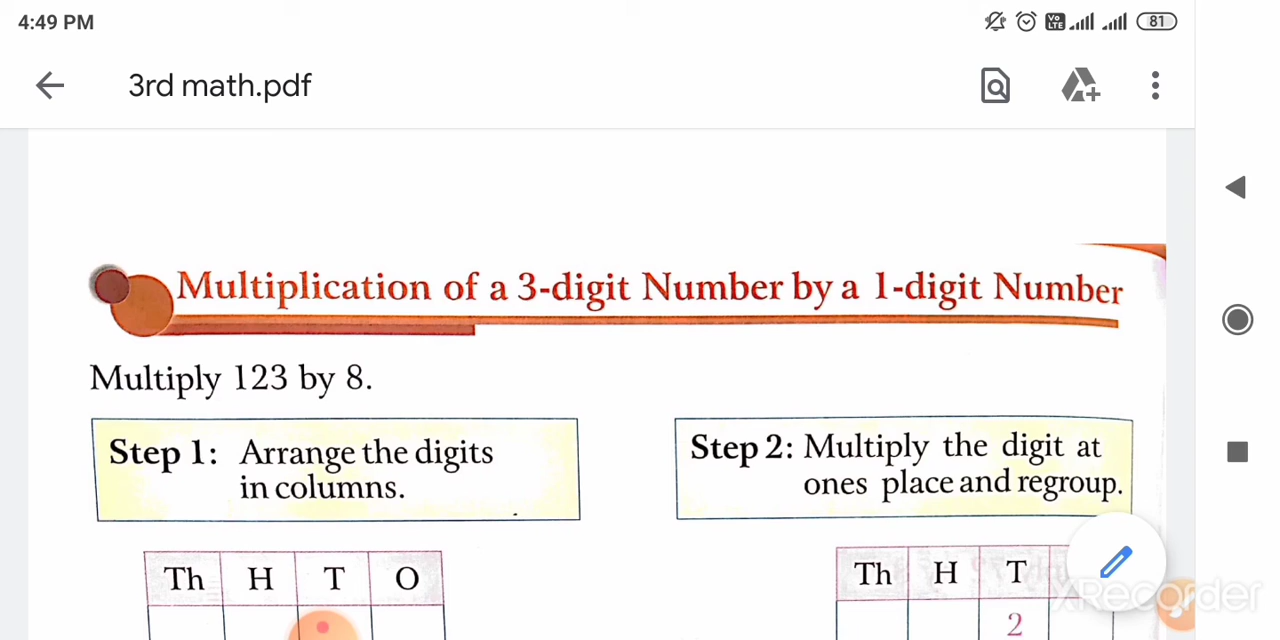 4:49 PM
Vo LTE
81
3rd math.pdf
Multiplication of a 3-digit Number by a 1-digit Number
Multiply 123 by 8.
Step 1: Arrange the digits
in columns.
Step 2: Multiply the digit at
ones place and regroup.
Th H T O
Th H T
2
XRecorder